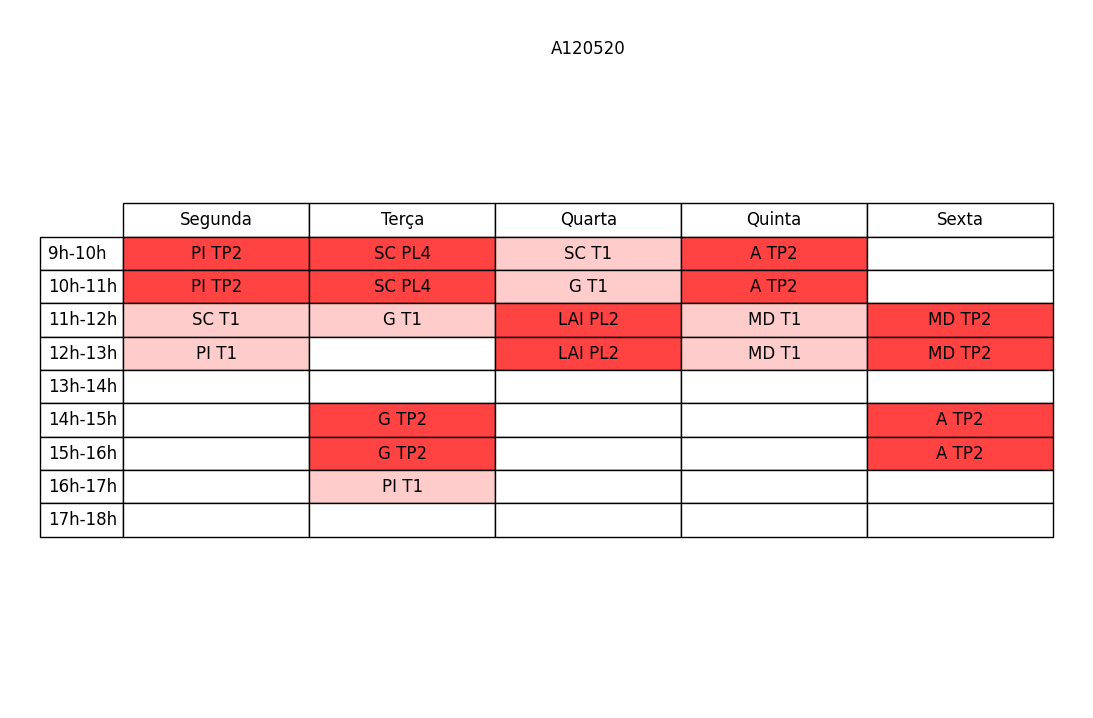 A120520
Segunda Terça Quarta Quinta Sexta
9h-10h PI TP2 SC PL4 SC T1 A TP2
10h-11h PI TP2 SC PL4 G T1 A TP2
11h-12h SC T1 G T1 LAI PL2 MD T1 MD TP2
12h-13h PI T1 LAI PL2 MD T1 MD TP2
13h-14h
14h-15h G TP2 A TP2
15h-16h G TP2 A TP2
16h-17h PI T1
17h-18h